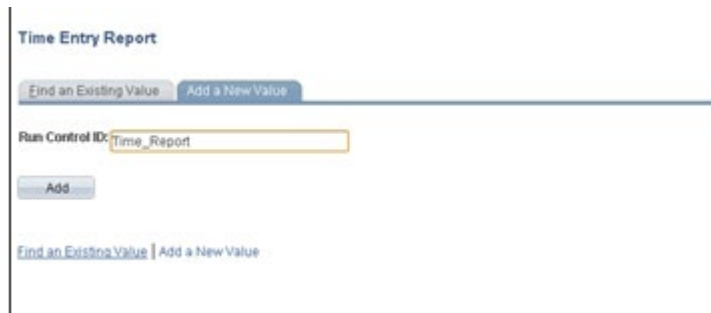 Time Entry Report
Find an Existing Value Add a New Value
Run Control ID: Time_Report
Add
Find an Existing Value | Add a New Value